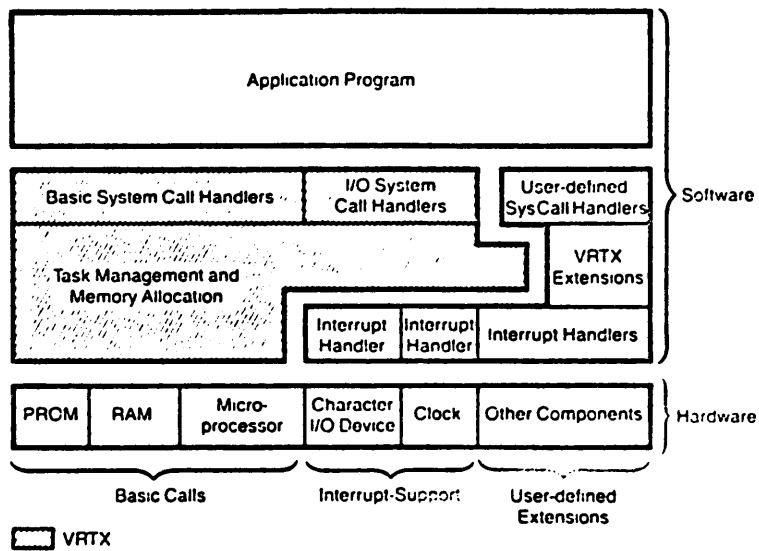 Application Program
Basic System Call Handlers
I/O System
Call Handlers
User-defined
SysCall Handlers
Software
Task Management and
Memory Allocation
VRTX
Extensions
Interrupt
Handler
Interrupt
Handler
Interrupt Handlers
PROM
RAM
Micro-
processor
Character
I/O Device
Clock
Other Components
Hardware
Basic Calls
Interrupt-Support
User-defined
Extensions
VRTX